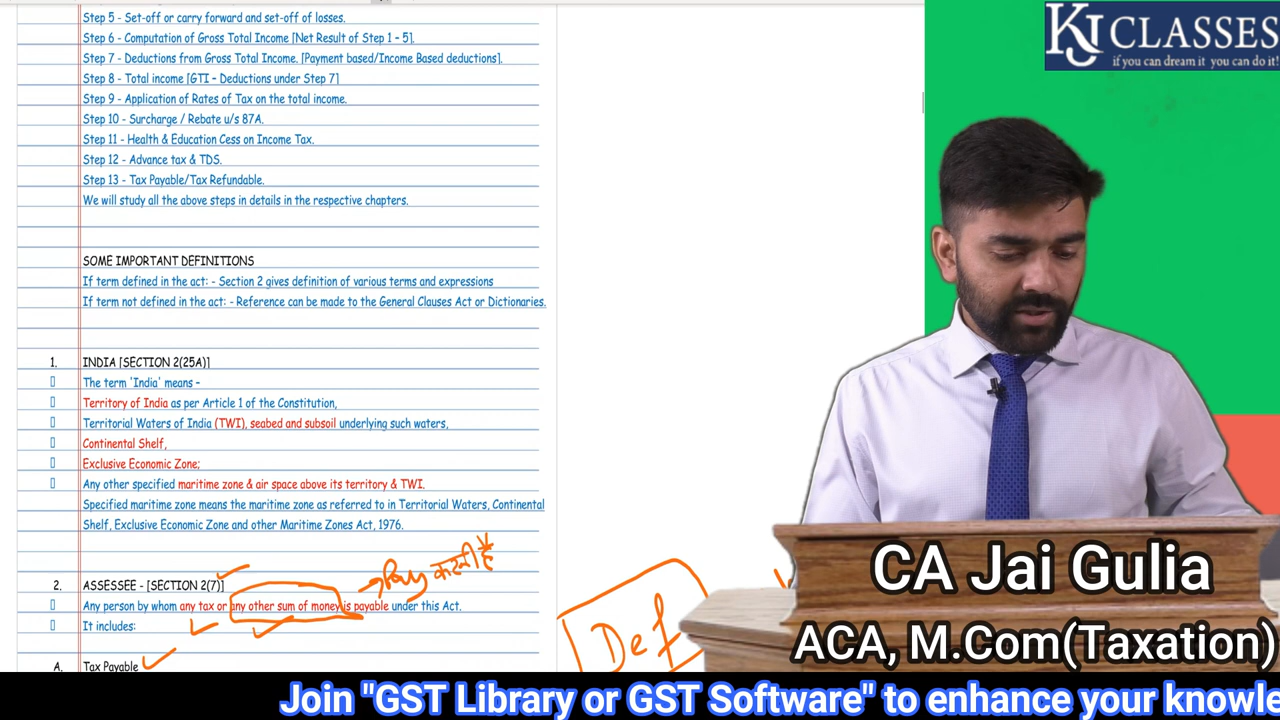 Step 5 - Set-off or carry forward and set-off of losses.
Step 6 - Computation of Gross Total Income [Net Result of Step 1 – 5].
Step 7 - Deductions from Gross Total Income. [Payment based/Income Based deductions].
Step 8 - Total income [GTI – Deductions under Step 7]
Step 9 - Application of Rates of Tax on the total income.
Step 10 - Surcharge / Rebate u/s 87A.
Step 11 - Health & Education Cess on Income Tax.
Step 12 - Advance tax & TDS.
Step 13 - Tax Payable/Tax Refundable.
We will study all the above steps in details in the respective chapters.
SOME IMPORTANT DEFINITIONS
If term defined in the act: - Section 2 gives definition of various terms and expressions
If term not defined in the act: - Reference can be made to the General Clauses Act or Dictionaries.
1. INDIA [SECTION 2(25A)]
The term 'India' means –
Territory of India as per Article 1 of the Constitution,
Territorial Waters of India (TWI), seabed and subsoil underlying such waters,
Continental Shelf,
Exclusive Economic Zone;
Any other specified maritime zone & air space above its territory & TWI.
Specified maritime zone means the maritime zone as referred to in Territorial Waters, Continental
Shelf, Exclusive Economic Zone and other Maritime Zones Act, 1976.
2. ASSESSEE - [SECTION 2(7)]
Pay करनी है
Any person by whom any tax or any other sum of money is payable under this Act.
It includes:
A. Tax Payable
Def
KJ CLASSES
if you can dream it you can do it!
CA Jai Gulia
ACA, M.Com(Taxation)
Join "GST Library or GST Software" to enhance your knowle